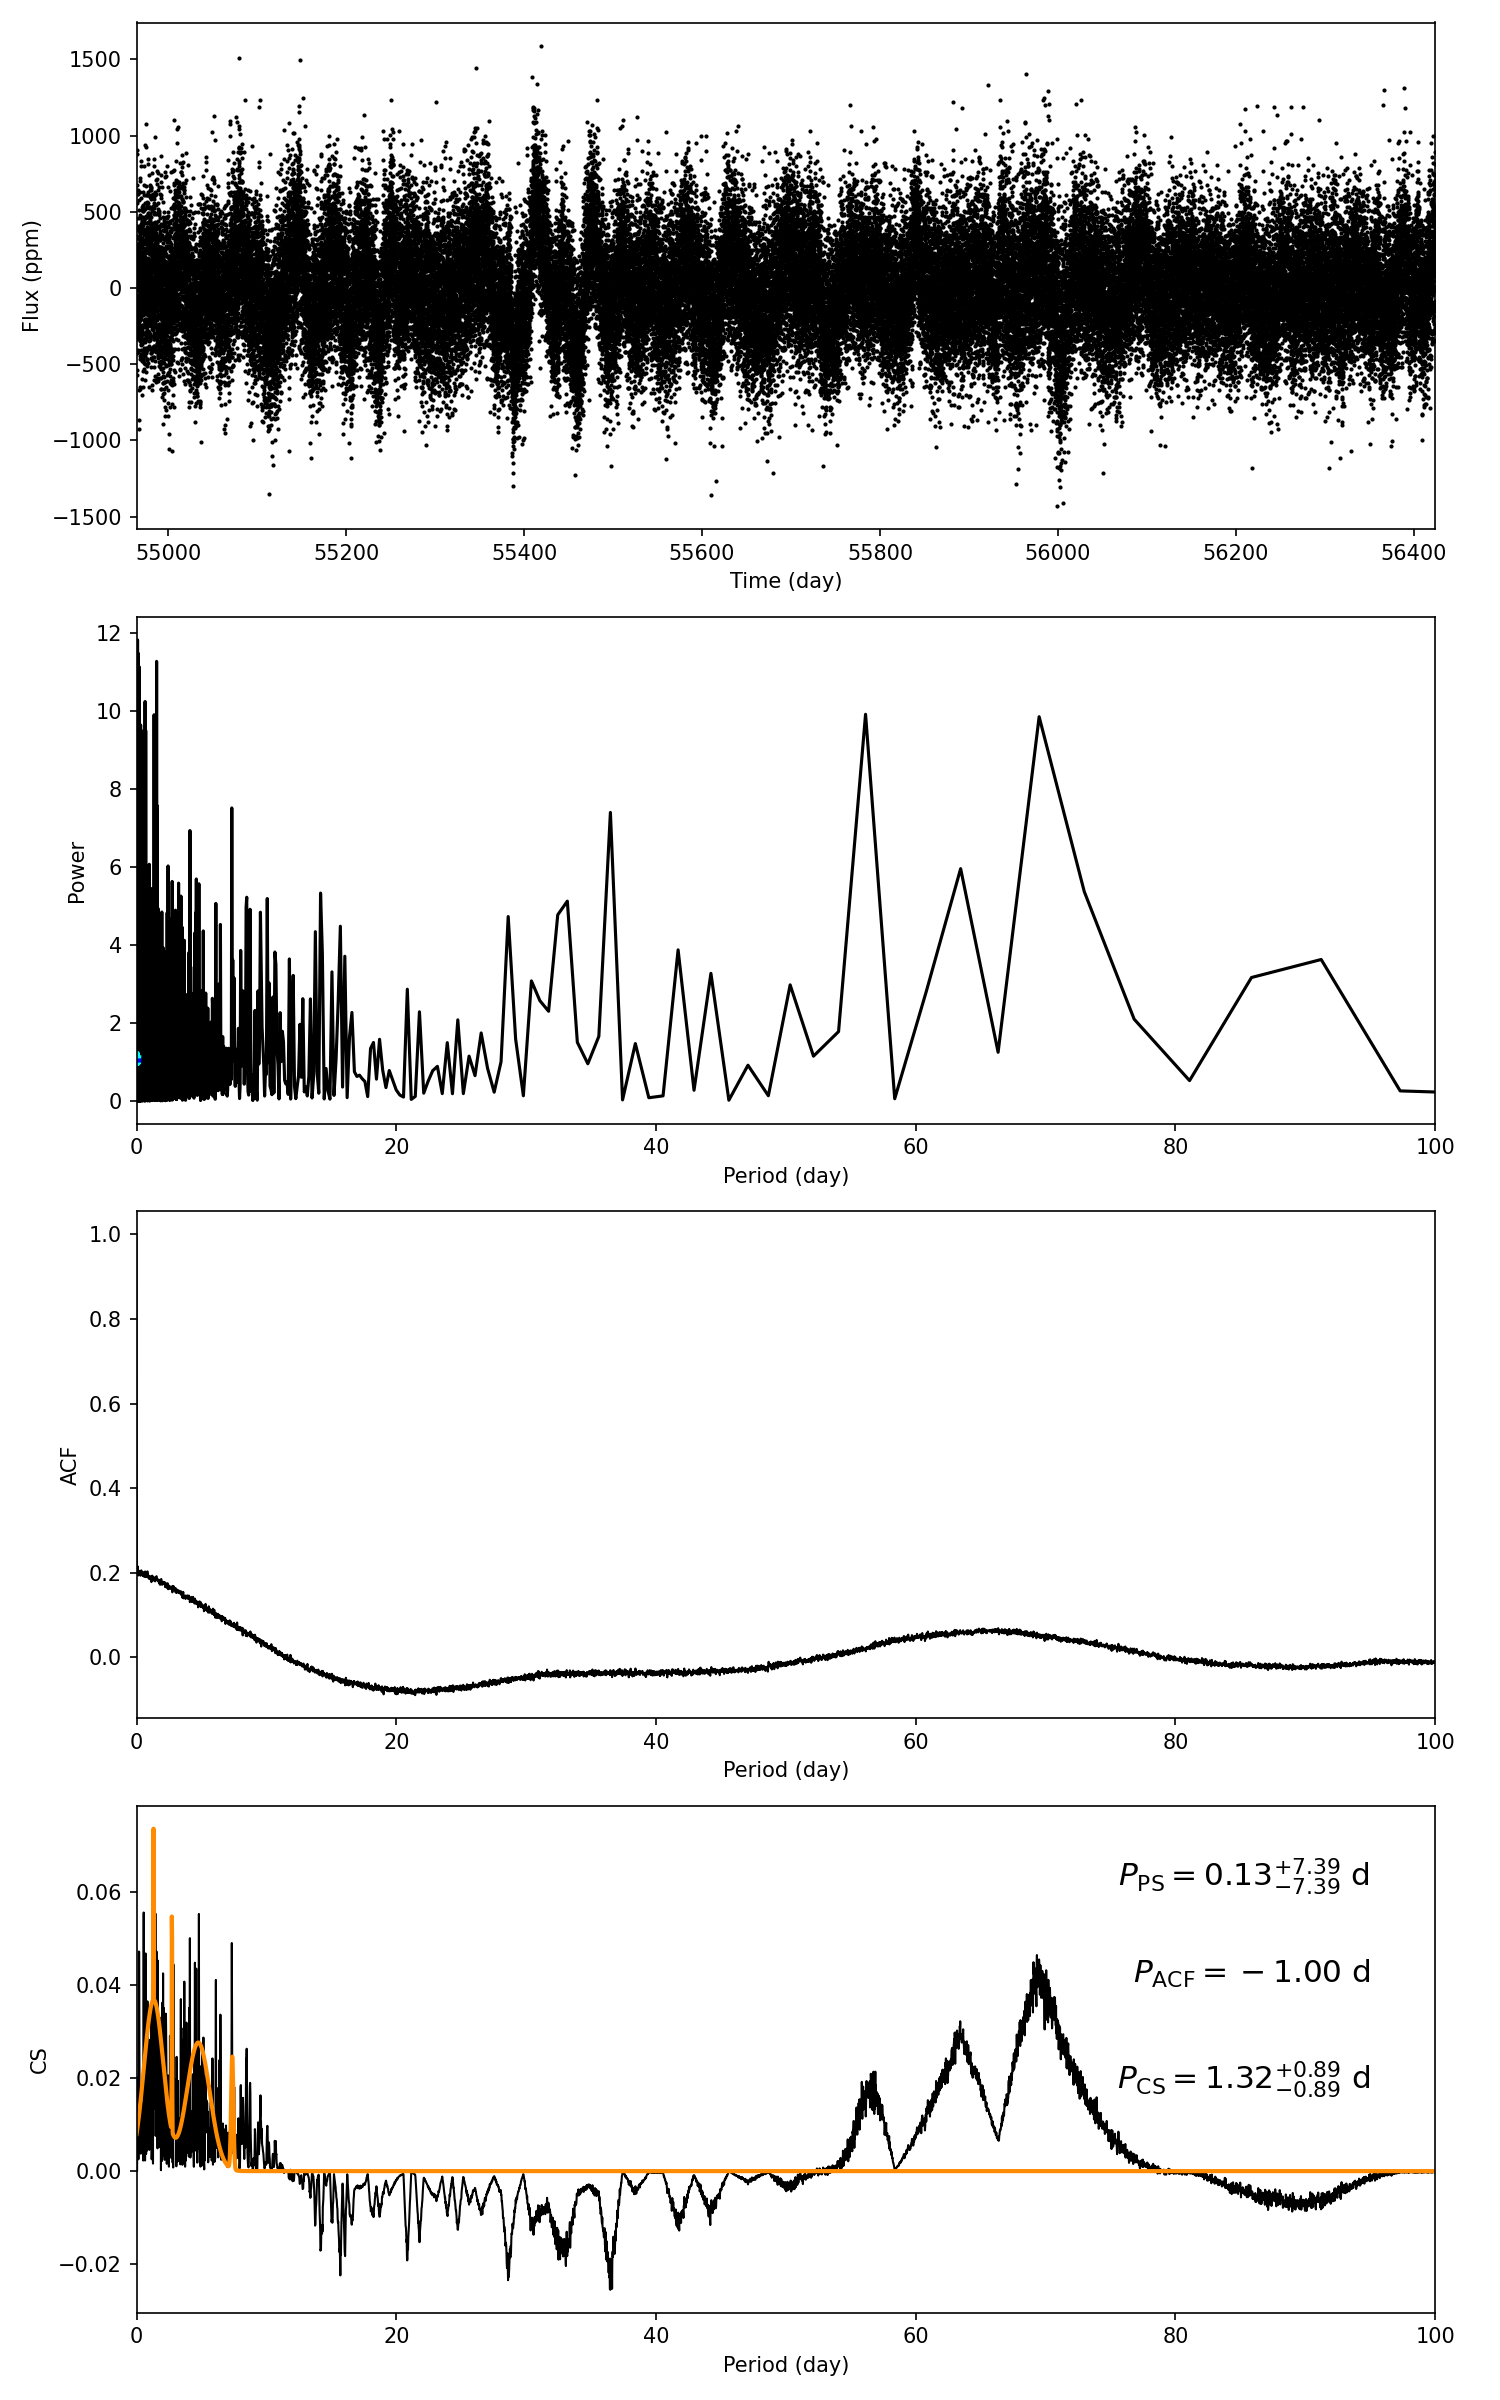 1500
1000
500
0
−500
−1000
−1500
Flux (ppm)
55000 55200 55400 55600 55800 56000 56200 56400
Time (day)
12
10
8
6
4
2
0
Power
0 20 40 60 80 100
Period (day)
1.0
0.8
0.6
0.4
0.2
0.0
ACF
0 20 40 60 80 100
Period (day)
0.06
0.04
0.02
0.00
−0.02
CS
P_PS = 0.13^{+7.39}_{−7.39} d
P_ACF = −1.00 d
P_CS = 1.32^{+0.89}_{−0.89} d
0 20 40 60 80 100
Period (day)